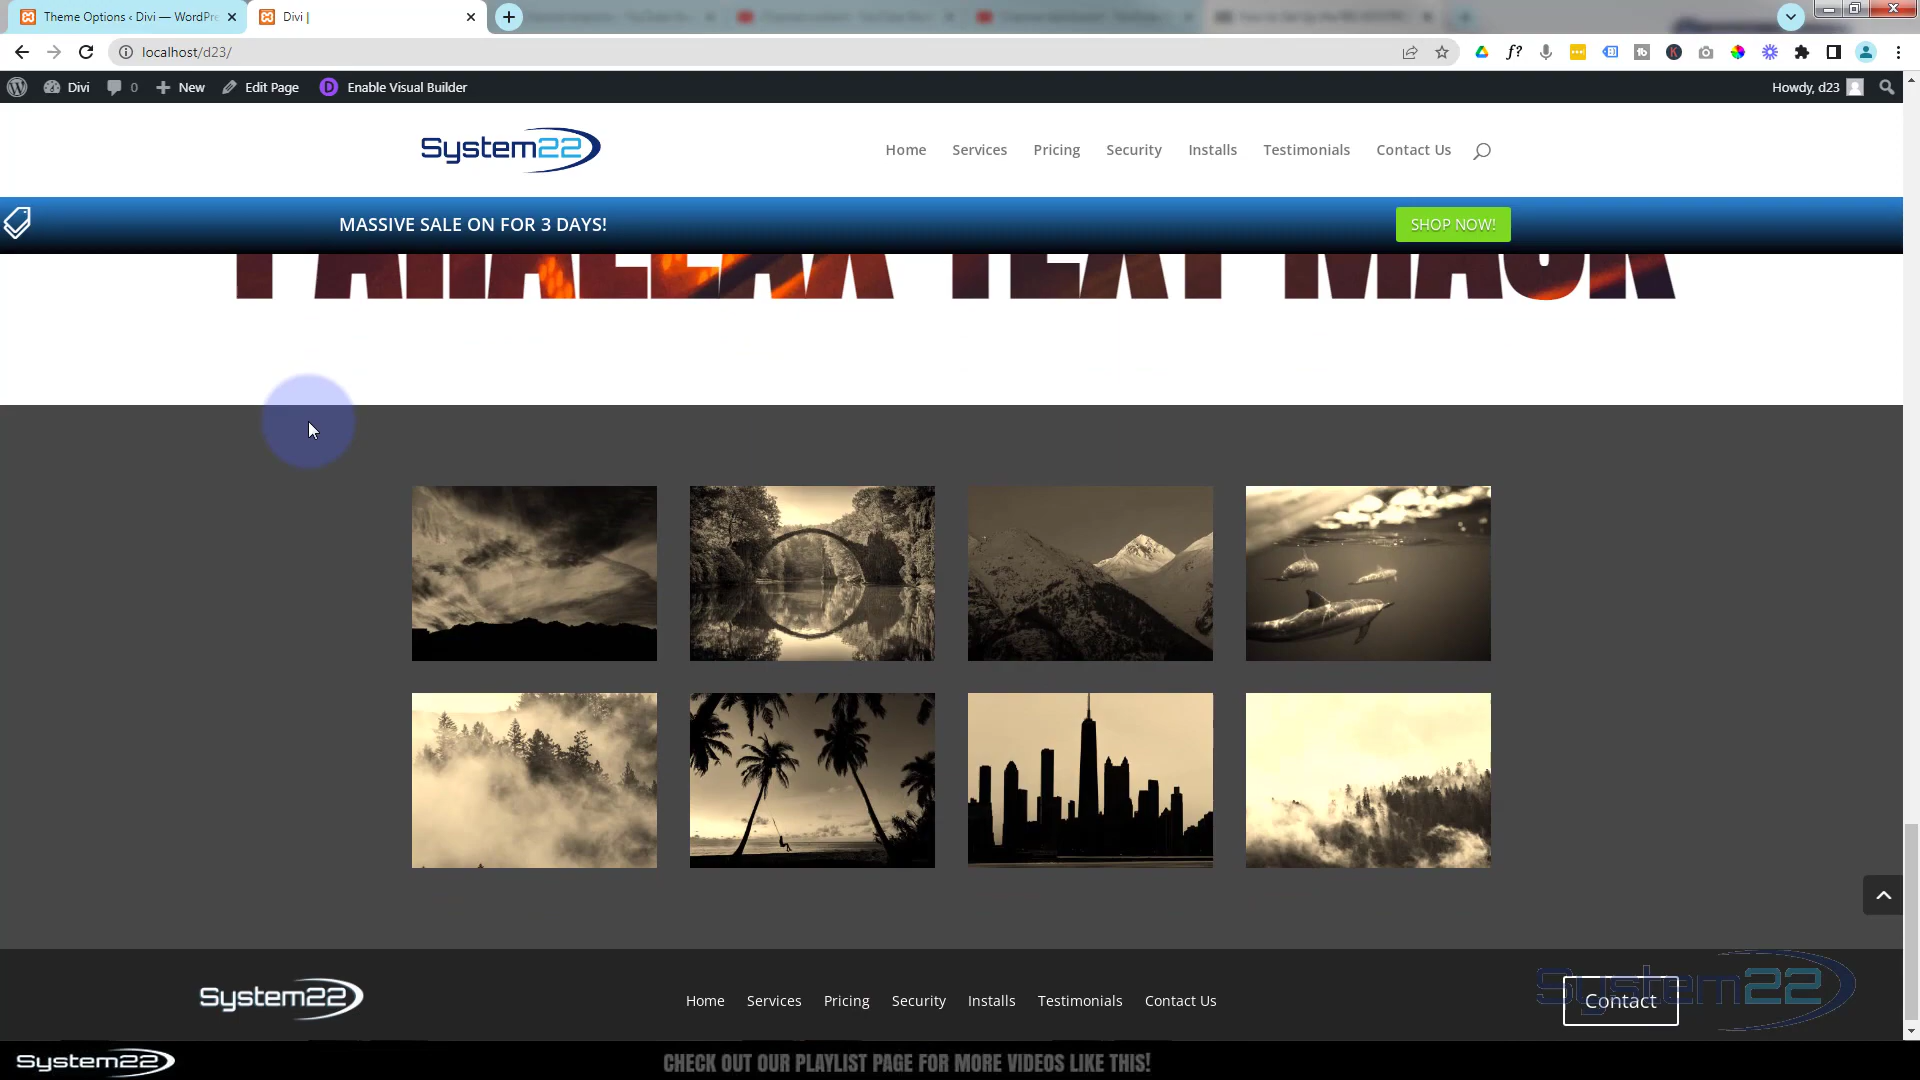 Theme Options ‹ Divi — WordPre
Divi |
localhost/d23/
Divi
0
New
Edit Page
Enable Visual Builder
Howdy, d23
System22
Home
Services
Pricing
Security
Installs
Testimonials
Contact Us
MASSIVE SALE ON FOR 3 DAYS!
SHOP NOW!
PARALLAX TEXT MASK
System22
Home
Services
Pricing
Security
Installs
Testimonials
Contact Us
Contact
System22
System22
CHECK OUT OUR PLAYLIST PAGE FOR MORE VIDEOS LIKE THIS!